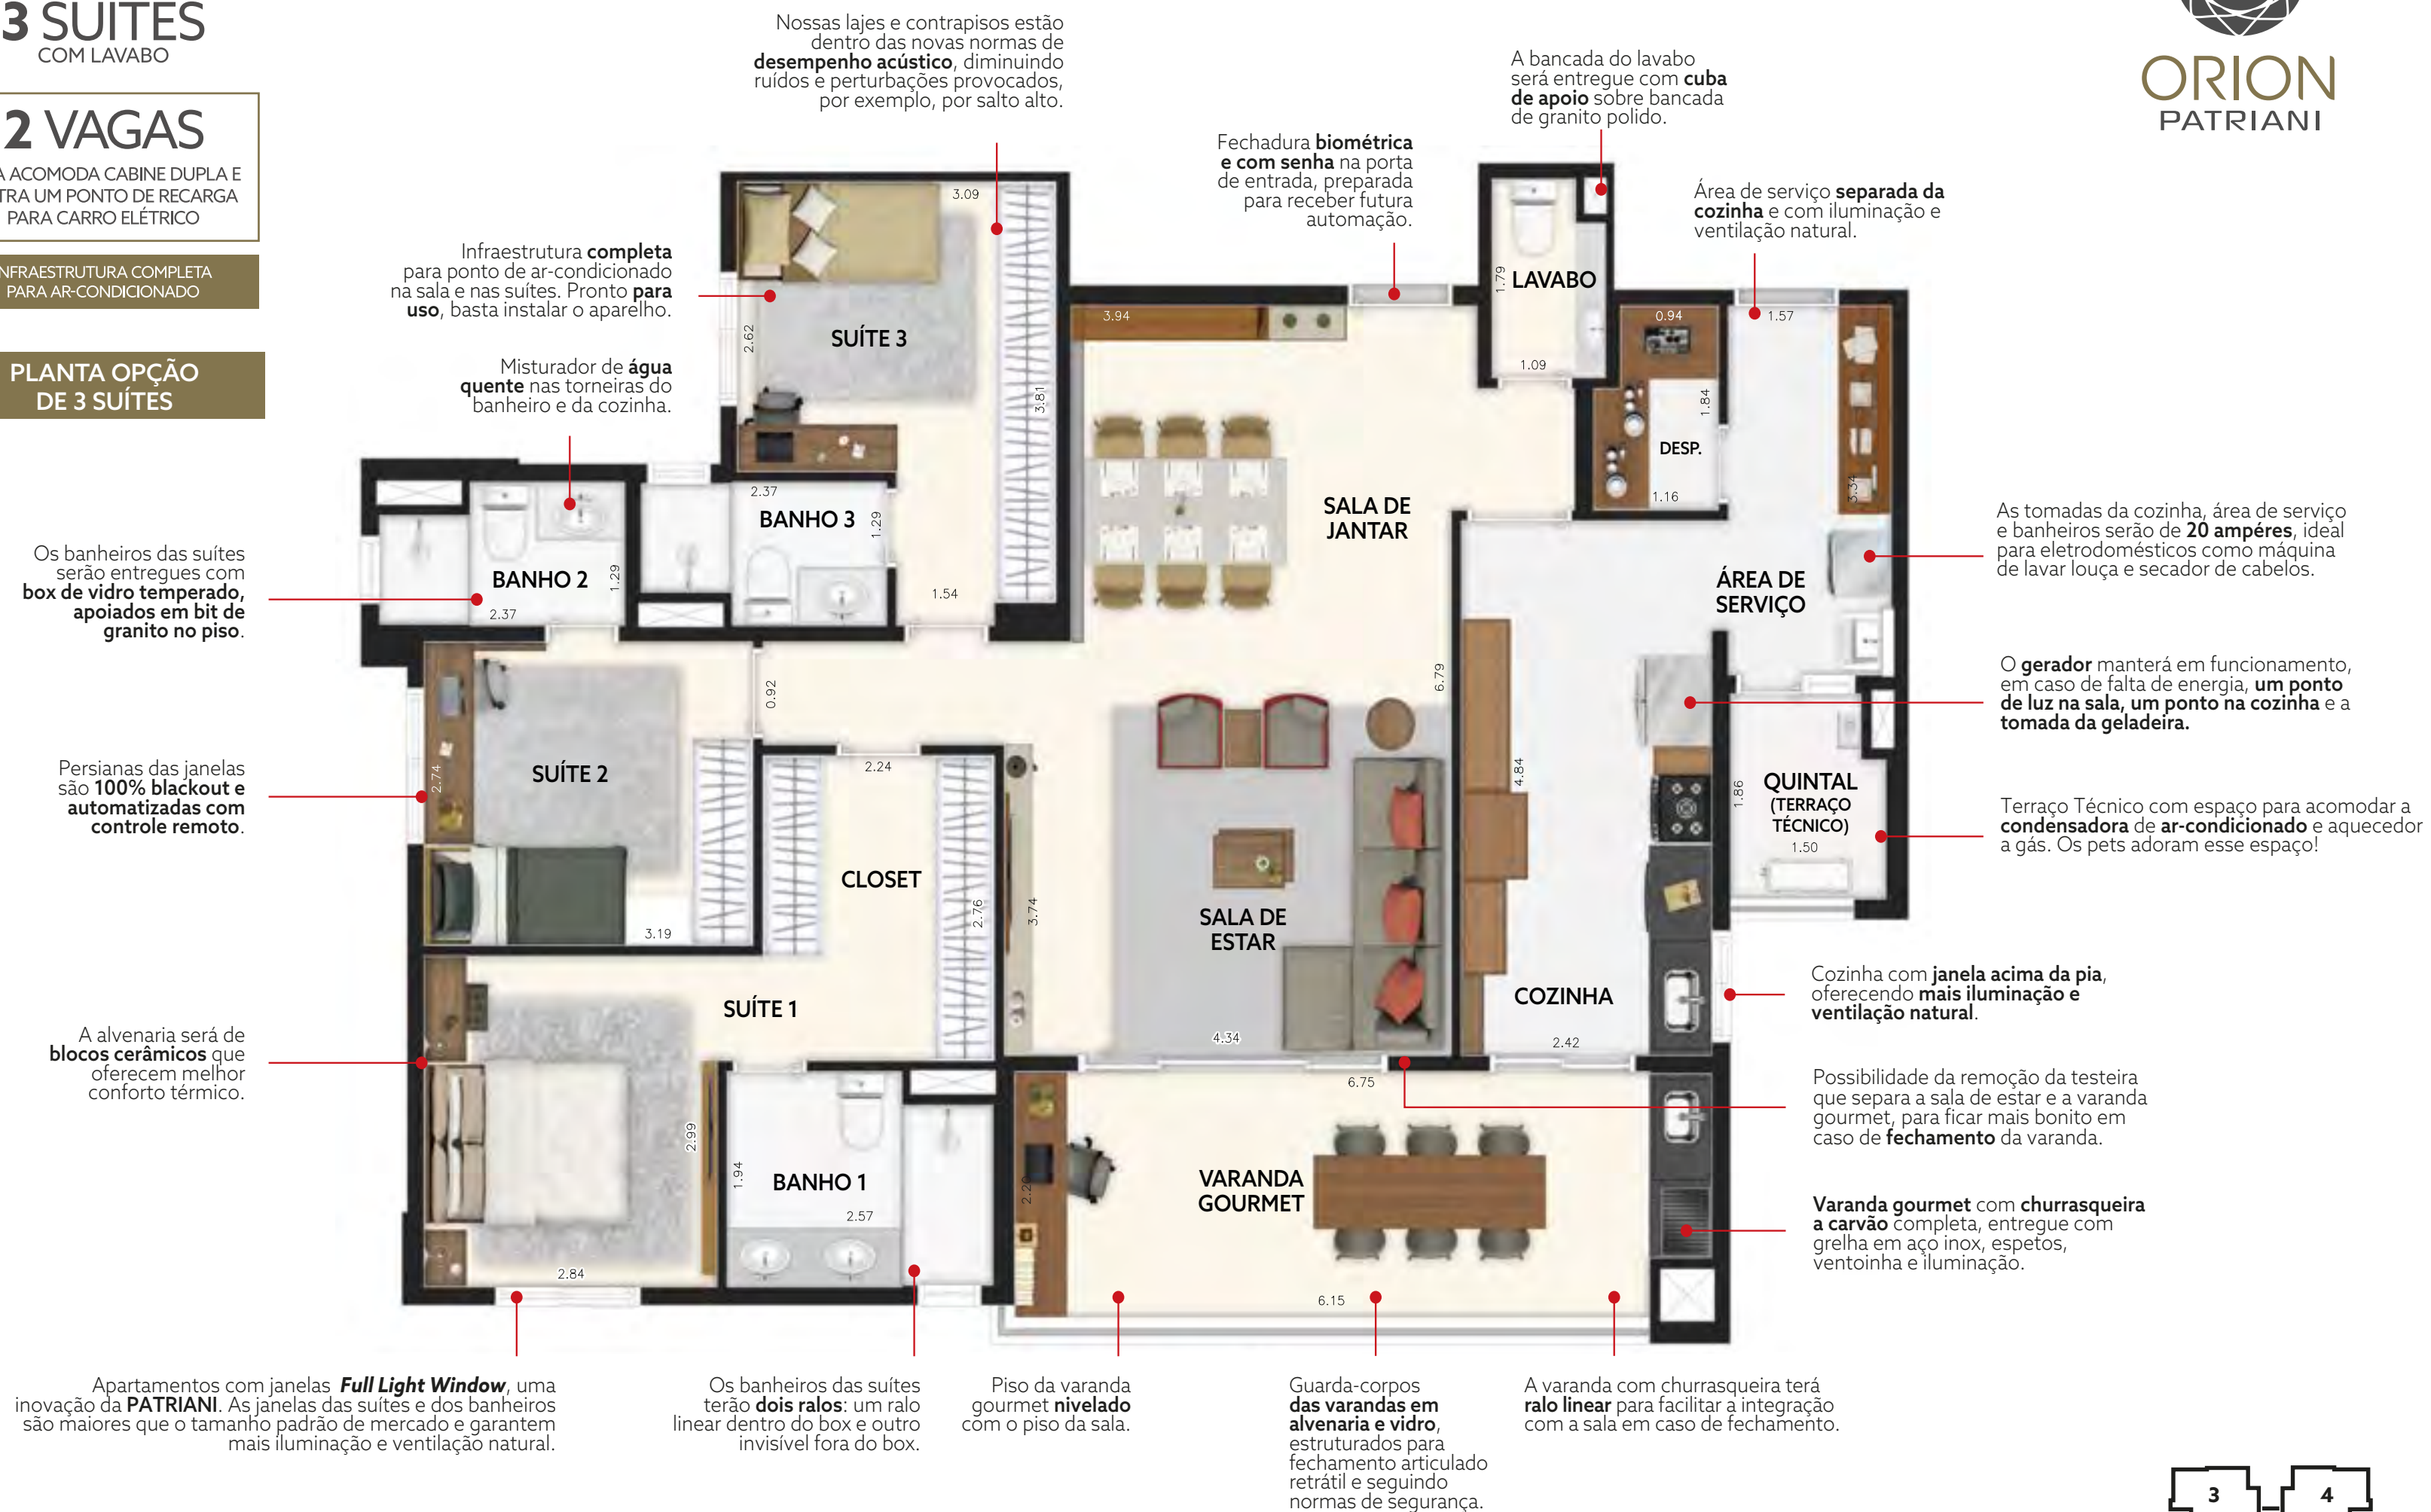 3 SUÍTES
COM LAVABO
2 VAGAS
ACOMODA CABINE DUPLA E
UM PONTO DE RECARGA
PARA CARRO ELÉTRICO
INFRAESTRUTURA COMPLETA
PARA AR-CONDICIONADO
PLANTA OPÇÃO
DE 3 SUÍTES
ORION
PATRIANI
Nossas lajes e contrapisos estão
dentro das novas normas de
desempenho acústico, diminuindo
ruídos e perturbações provocados,
por exemplo, por salto alto.
A bancada do lavabo
será entregue com cuba
de apoio sobre bancada
de granito polido.
Fechadura biométrica
e com senha na porta
de entrada, preparada
para receber futura
automação.
Área de serviço separada da
cozinha e com iluminação e
ventilação natural.
Infraestrutura completa
para ponto de ar-condicionado
na sala e nas suítes. Pronto para
uso, basta instalar o aparelho.
Misturador de água
quente nas torneiras do
banheiro e da cozinha.
Os banheiros das suítes
serão entregues com
box de vidro temperado,
apoiados em bit de
granito no piso.
Persianas das janelas
são 100% blackout e
automatizadas com
controle remoto.
A alvenaria será de
blocos cerâmicos que
oferecem melhor
conforto térmico.
3.09
2.62
SUÍTE 3
3.81
2.37
BANHO 3
1.29
1.54
BANHO 2
1.29
2.37
0.92
SUÍTE 2
2.74
3.19
2.24
CLOSET
2.76
SUÍTE 1
2.99
2.84
1.94
BANHO 1
2.57
3.94
SALA DE
JANTAR
6.79
3.74
SALA DE
ESTAR
4.34
1.79
LAVABO
1.09
0.94
1.84
DESP.
1.16
1.57
3.34
ÁREA DE
SERVIÇO
4.84
COZINHA
2.42
1.86
QUINTAL
(TERRAÇO
TÉCNICO)
1.50
6.75
VARANDA
GOURMET
6.15
As tomadas da cozinha, área de serviço
e banheiros serão de 20 ampéres, ideal
para eletrodomésticos como máquina
de lavar louça e secador de cabelos.
O gerador manterá em funcionamento,
em caso de falta de energia, um ponto
de luz na sala, um ponto na cozinha e a
tomada da geladeira.
Terraço Técnico com espaço para acomodar a
condensadora de ar-condicionado e aquecedor
a gás. Os pets adoram esse espaço!
Cozinha com janela acima da pia,
oferecendo mais iluminação e
ventilação natural.
Possibilidade da remoção da testeira
que separa a sala de estar e a varanda
gourmet, para ficar mais bonito em
caso de fechamento da varanda.
Varanda gourmet com churrasqueira
a carvão completa, entregue com
grelha em aço inox, espetos,
ventoinha e iluminação.
Apartamentos com janelas Full Light Window, uma
inovação da PATRIANI. As janelas das suítes e dos banheiros
são maiores que o tamanho padrão de mercado e garantem
mais iluminação e ventilação natural.
Os banheiros das suítes
terão dois ralos: um ralo
linear dentro do box e outro
invisível fora do box.
Piso da varanda
gourmet nivelado
com o piso da sala.
Guarda-corpos
das varandas em
alvenaria e vidro,
estruturados para
fechamento articulado
retrátil e seguindo
normas de segurança.
A varanda com churrasqueira terá
ralo linear para facilitar a integração
com a sala em caso de fechamento.
3
4